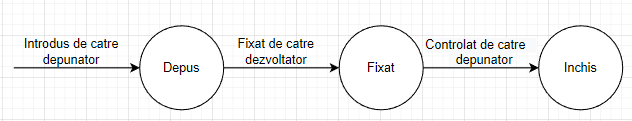 Introdus de catre
depunator
Depus
Fixat de catre
dezvoltator
Fixat
Controlat de catre
depunator
Inchis